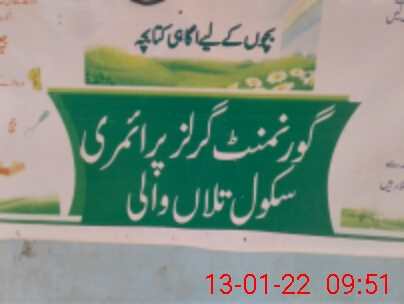 بچوں کے لیے آگاہی کتابچہ
گورنمنٹ گرلز پرائمری
سکول تلاں والی
13-01-22 09:51